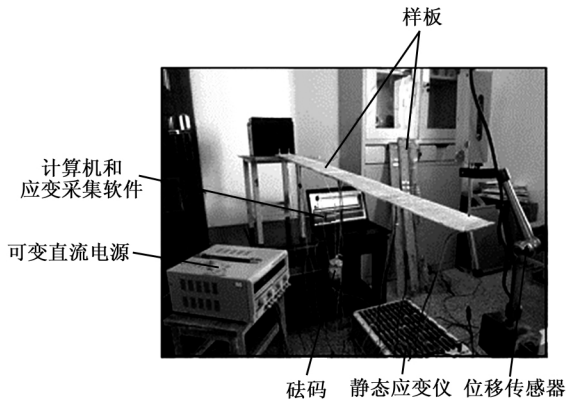 样板
计算机和
应变采集软件
可变直流电源
砝码
静态应变仪
位移传感器